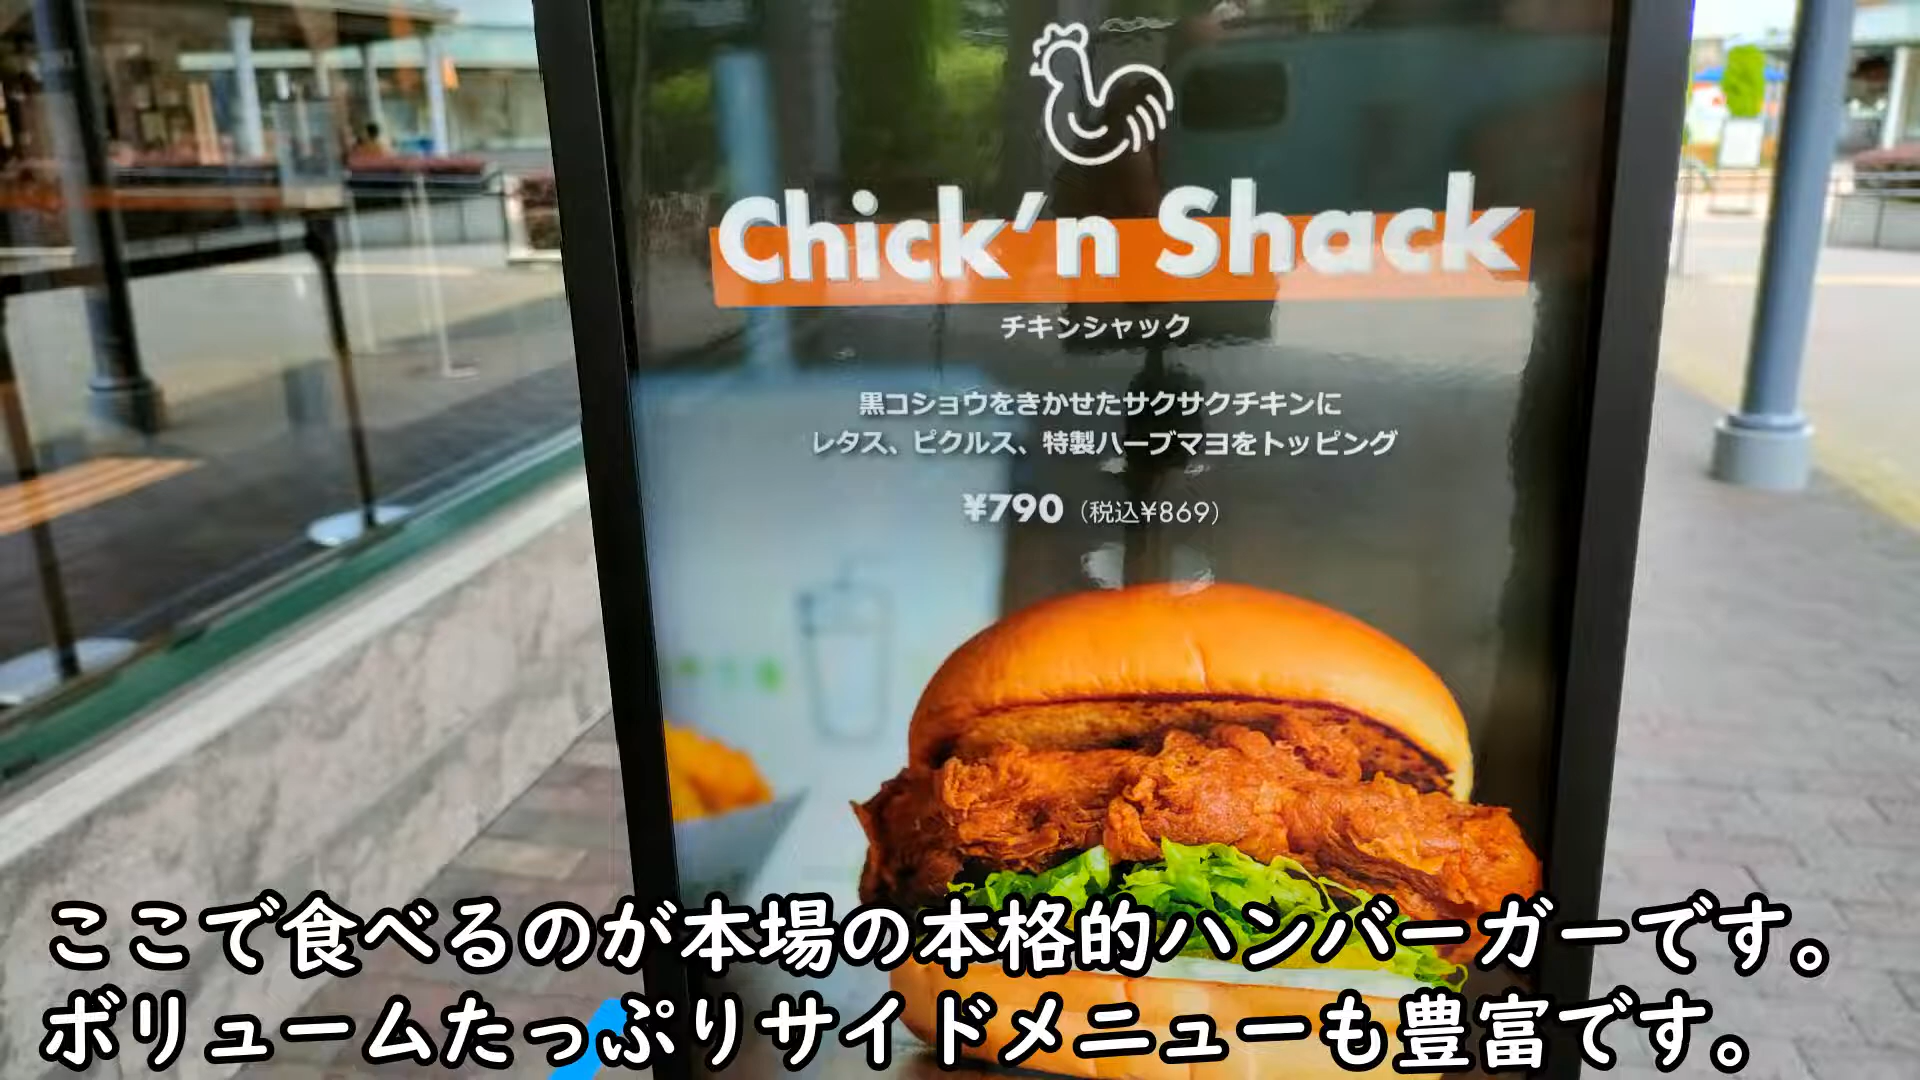 Chick'n Shack
チキンシャック
黒コショウをきかせたサクサクチキンに
レタス、ピクルス、特製ハーブマヨをトッピング
¥790（税込¥869）
ここで食べるのが本場の本格的ハンバーガーです。
ボリュームたっぷりサイドメニューも豊富です。